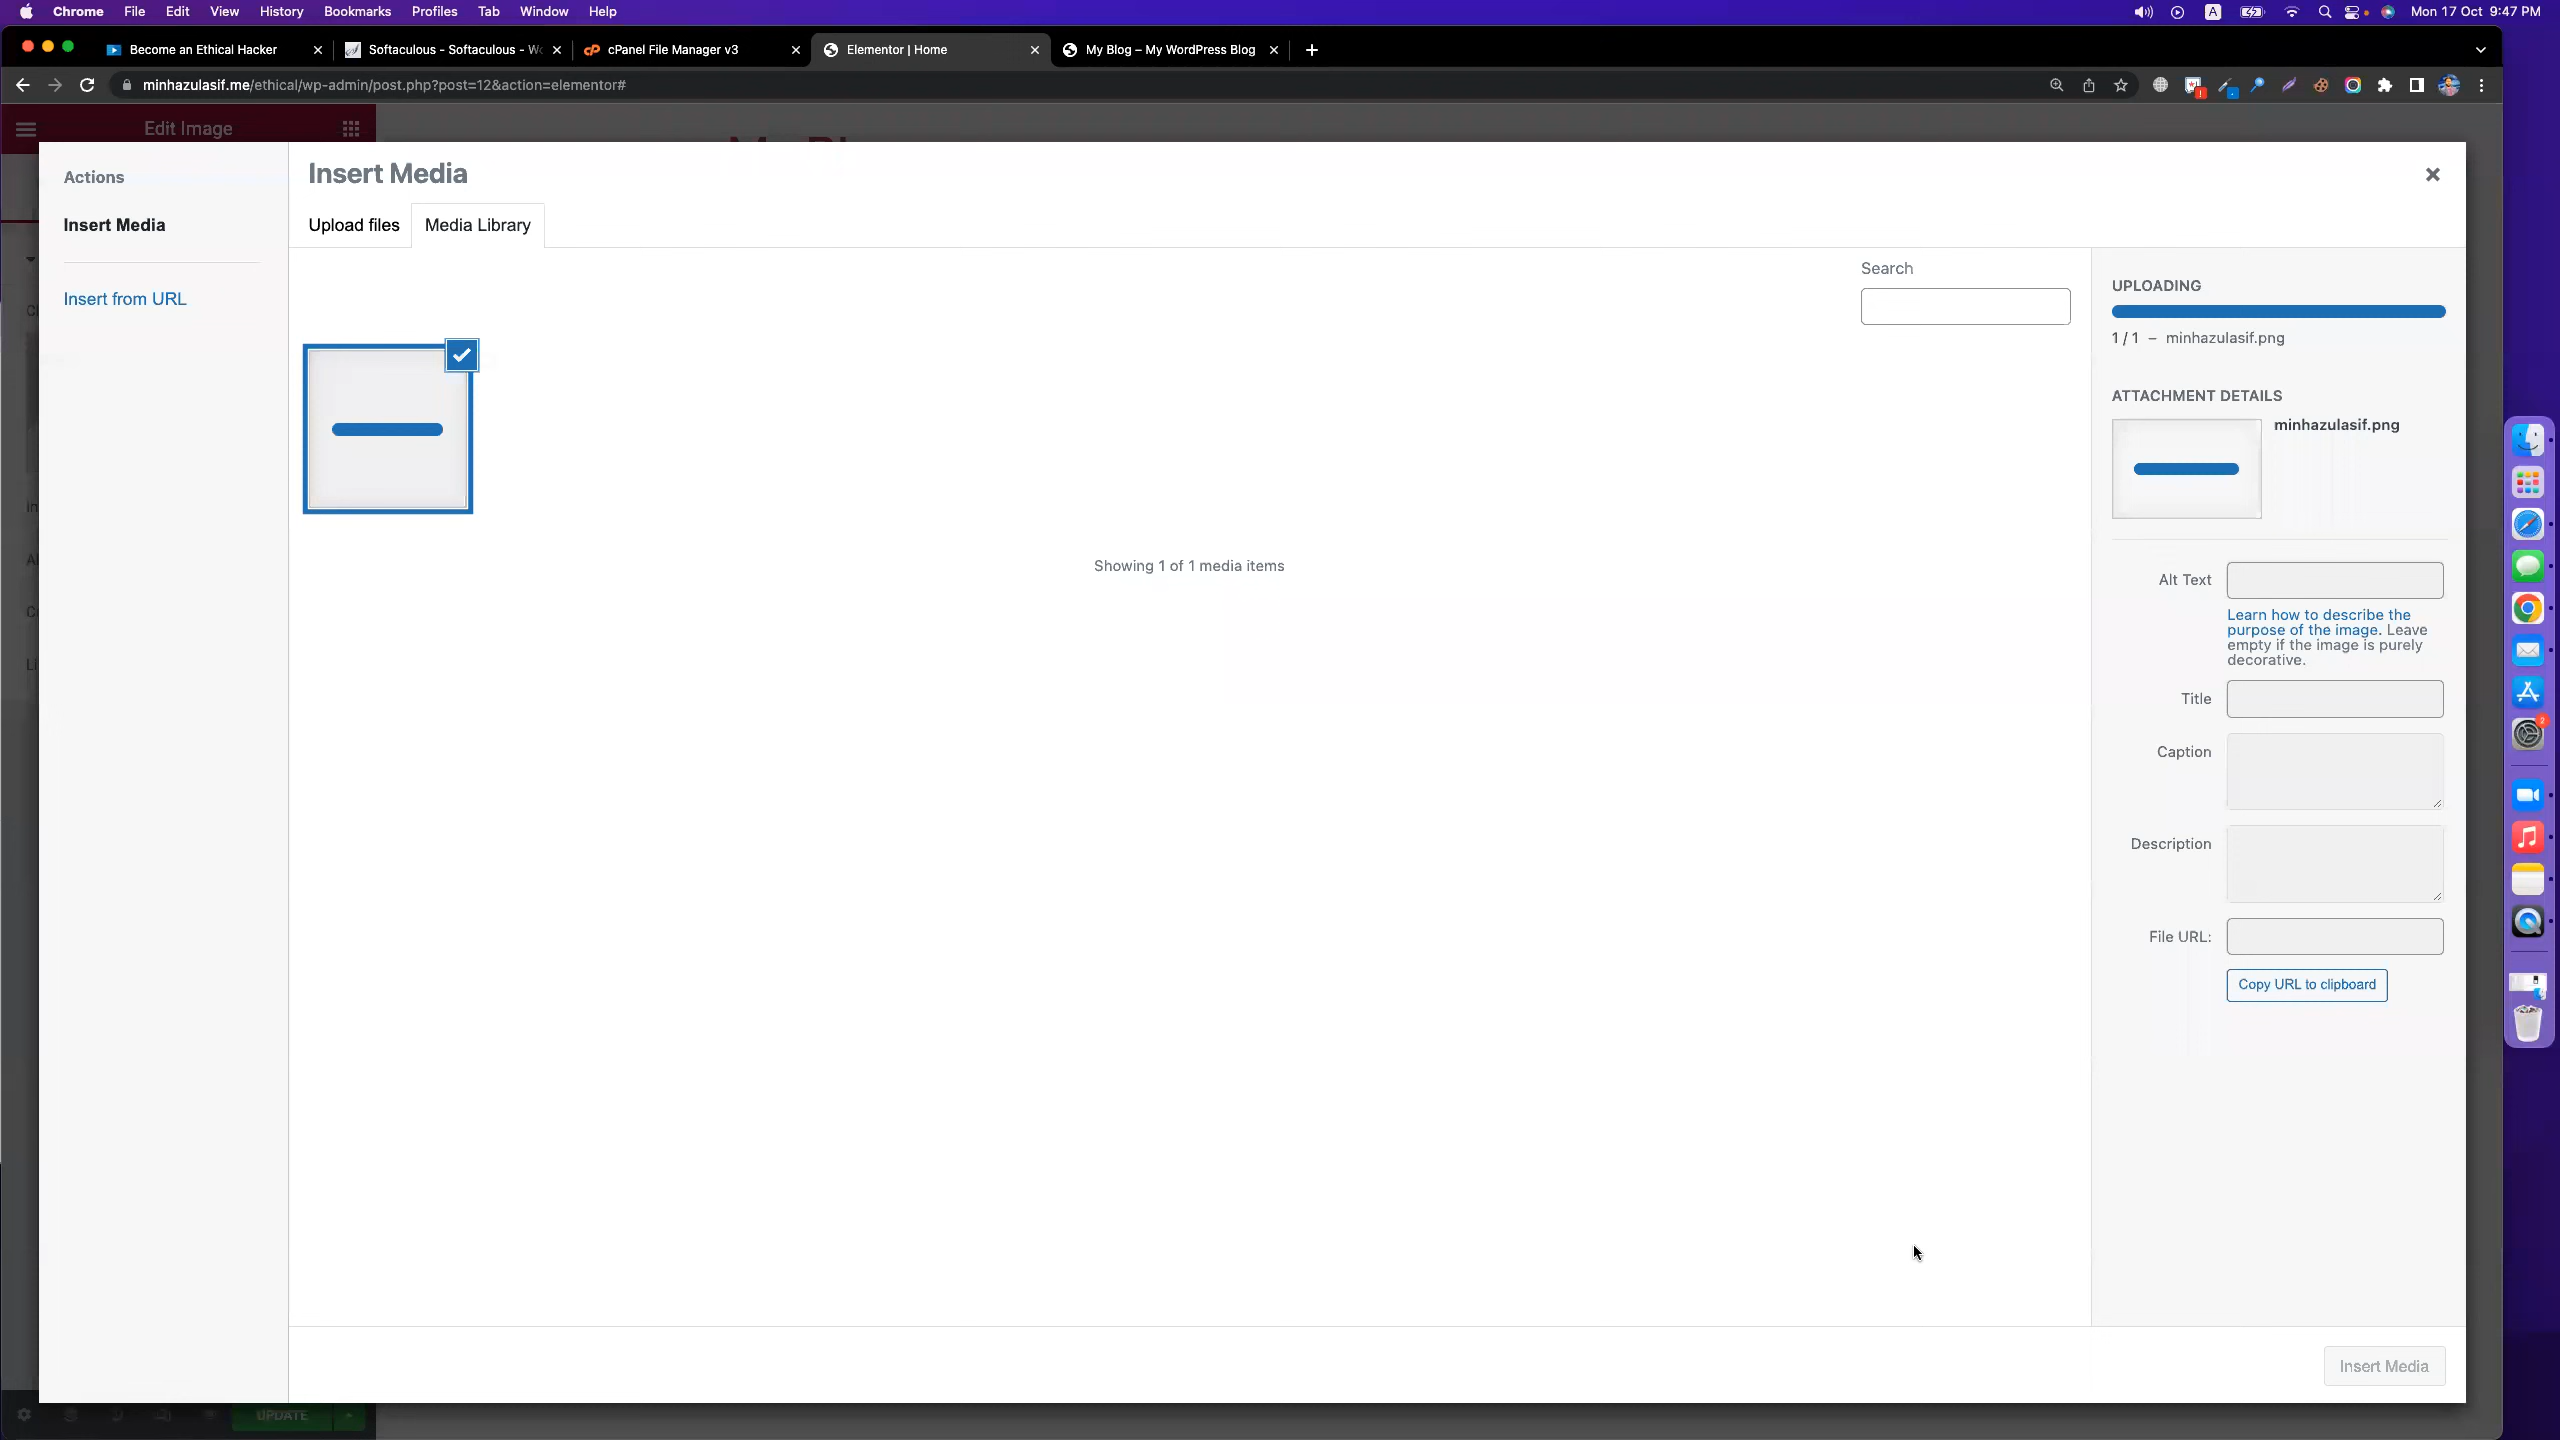 Chrome File Edit View History Bookmarks Profiles Tab Window Help
A
Mon 17 Oct 9:47 PM
Become an Ethical Hacker
Softaculous - Softaculous - Wo
cPanel File Manager v3
Elementor | Home
My Blog – My WordPress Blog
minhazulasif.me/ethical/wp-admin/post.php?post=12&action=elementor#
Edit Image
Actions
Insert Media
Insert from URL
Insert Media
Upload files
Media Library
Search
Showing 1 of 1 media items
UPLOADING
1 / 1 – minhazulasif.png
ATTACHMENT DETAILS
minhazulasif.png
Alt Text
Learn how to describe the
purpose of the image. Leave
empty if the image is purely
decorative.
Title
Caption
Description
File URL:
Copy URL to clipboard
Insert Media
UPDATE
2